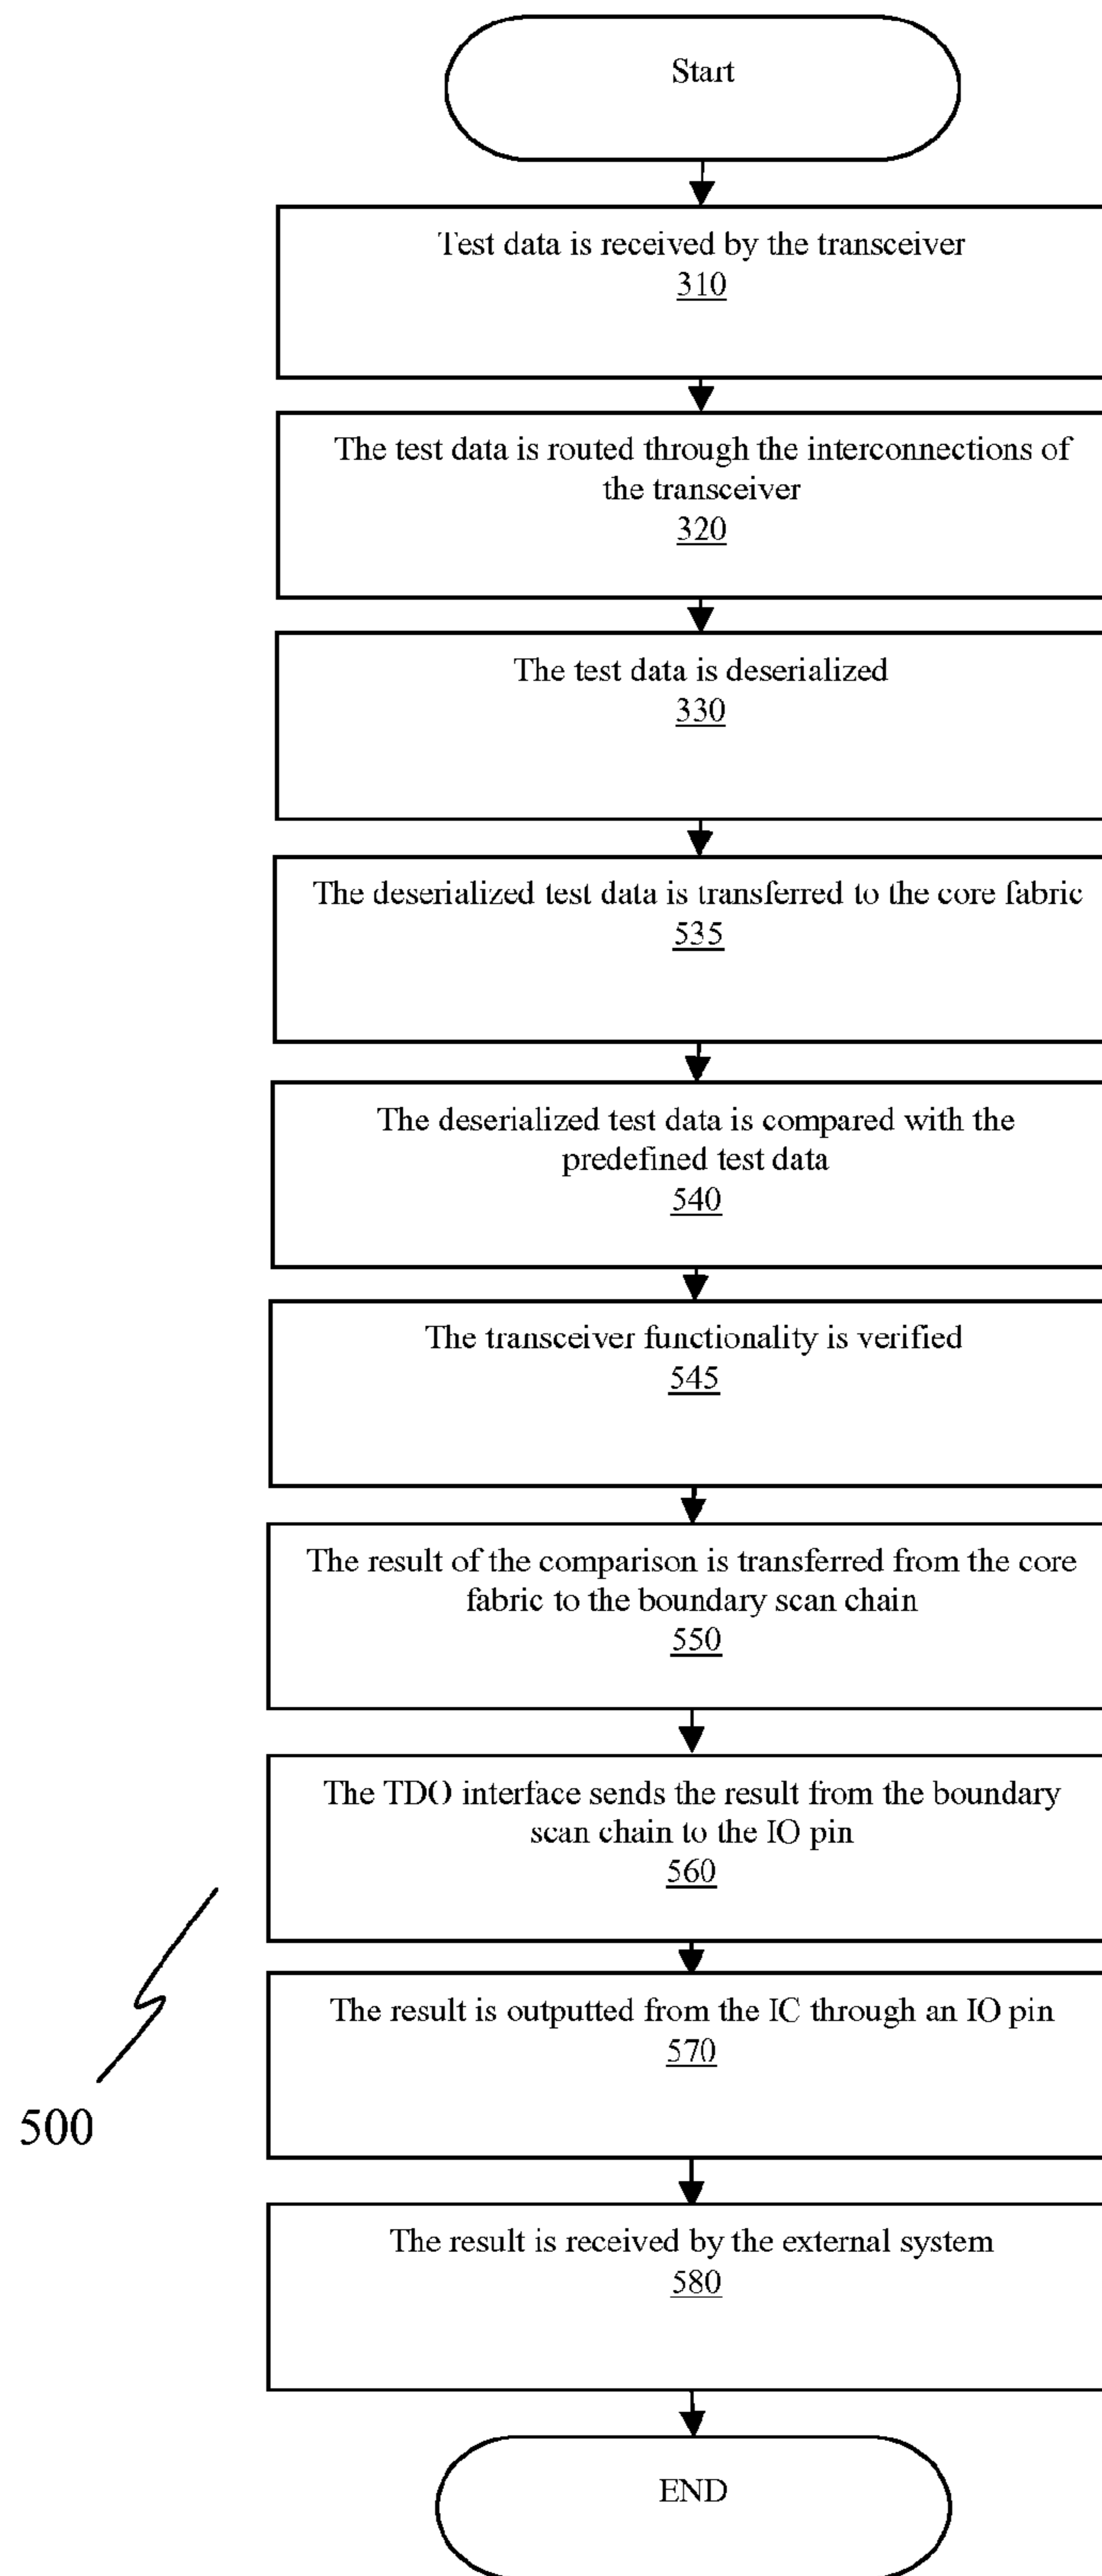 Start
Test data is received by the transceiver
310
The test data is routed through the interconnections of
the transceiver
320
The test data is deserialized
330
The deserialized test data is transferred to the core fabric
535
The deserialized test data is compared with the
predefined test data
540
The transceiver functionality is verified
545
The result of the comparison is transferred from the core
fabric to the boundary scan chain
550
The TDO interface sends the result from the boundary
scan chain to the IO pin
560
The result is outputted from the IC through an IO pin
570
500
The result is received by the external system
580
END